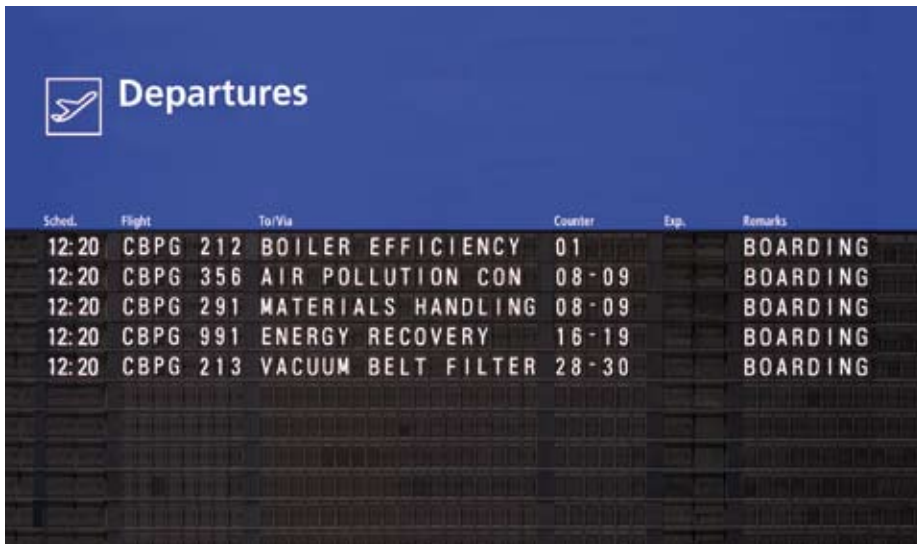 Departures
Sched. Flight To/Via Counter Exp. Remarks
12:20 CBPG 212 BOILER EFFICIENCY 01 BOARDING
12:20 CBPG 356 AIR POLLUTION CON 08-09 BOARDING
12:20 CBPG 291 MATERIALS HANDLING 08-09 BOARDING
12:20 CBPG 991 ENERGY RECOVERY 16-19 BOARDING
12:20 CBPG 213 VACUUM BELT FILTER 28-30 BOARDING